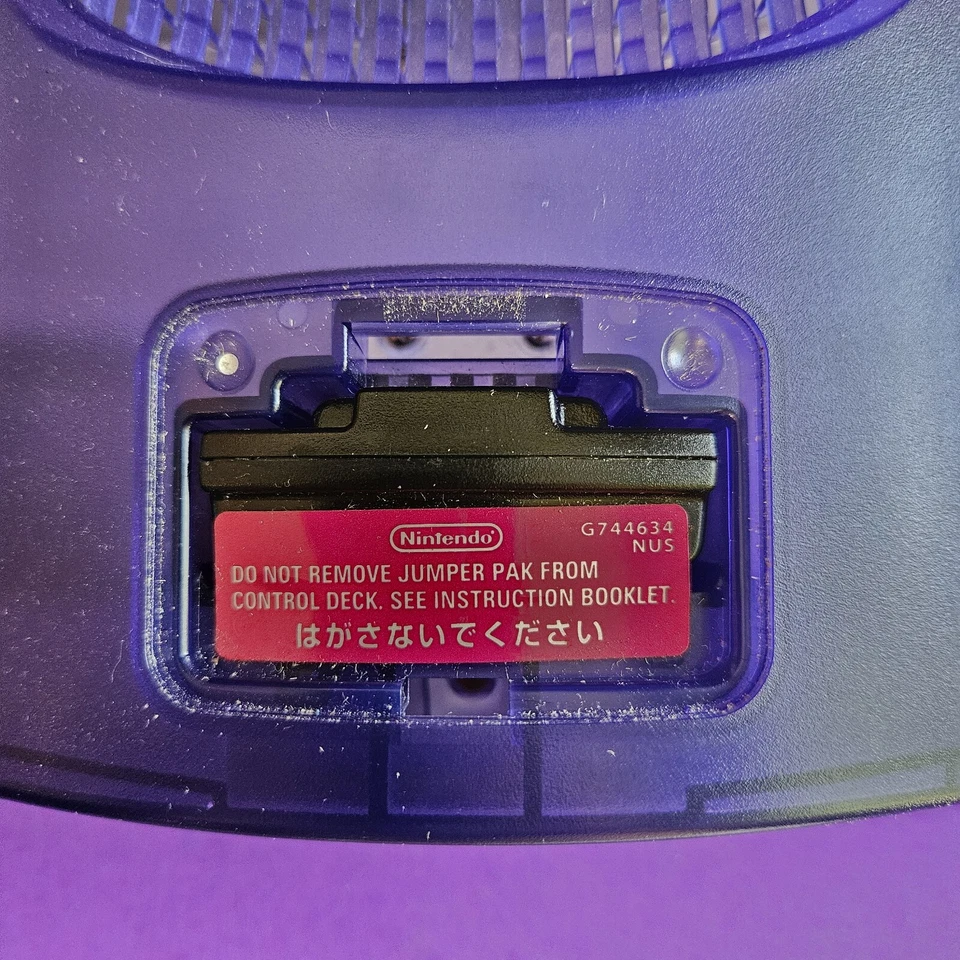 Nintendo
G744634
NUS
DO NOT REMOVE JUMPER PAK FROM
CONTROL DECK. SEE INSTRUCTION BOOKLET.
はがさないでください